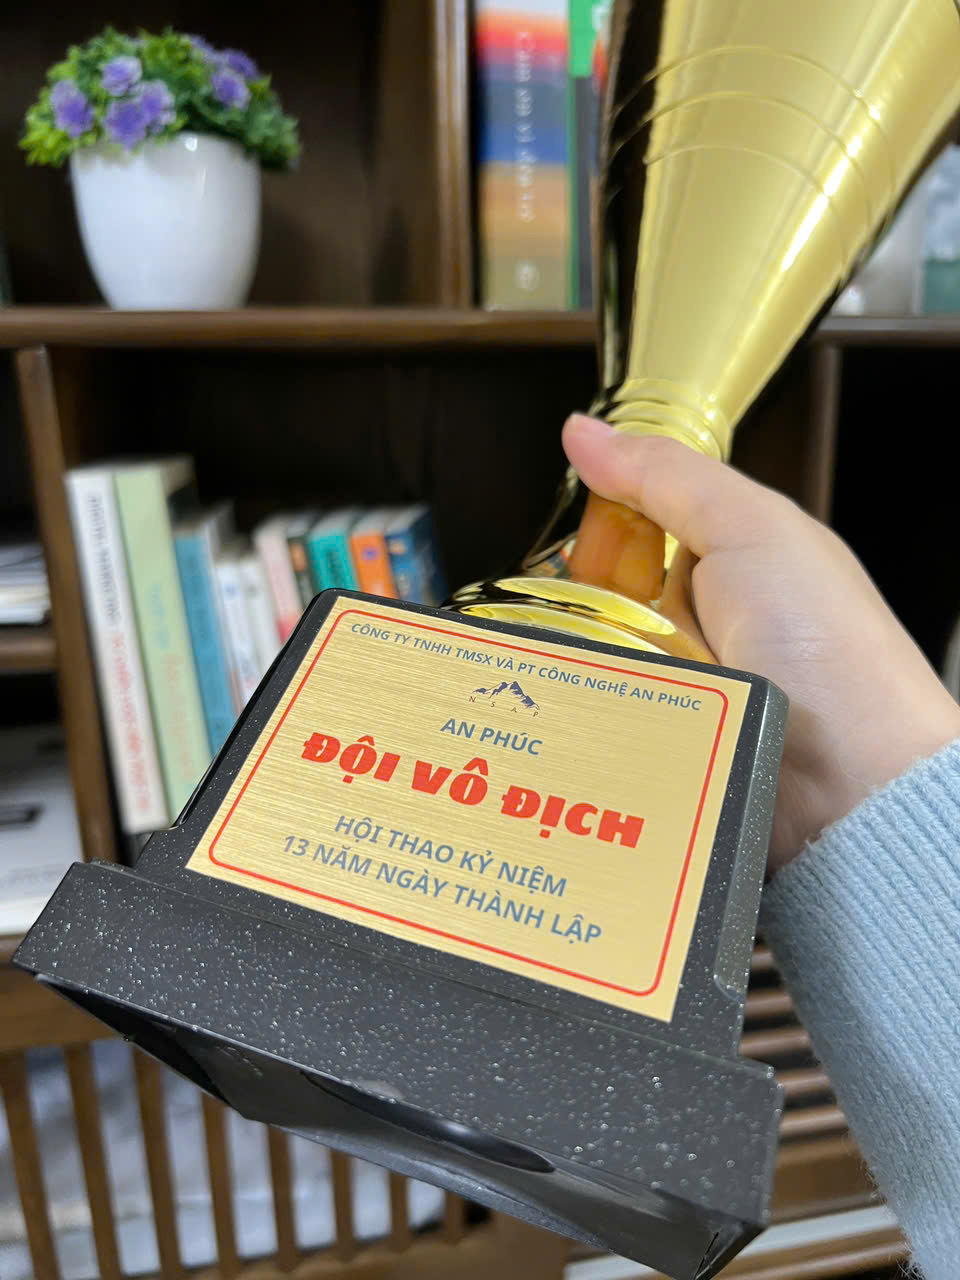 CÔNG TY TNHH TMSX VÀ PT CÔNG NGHỆ AN PHÚC
NSAP
AN PHÚC
ĐỘI VÔ ĐỊCH
HỘI THAO KỶ NIỆM
13 NĂM NGÀY THÀNH LẬP